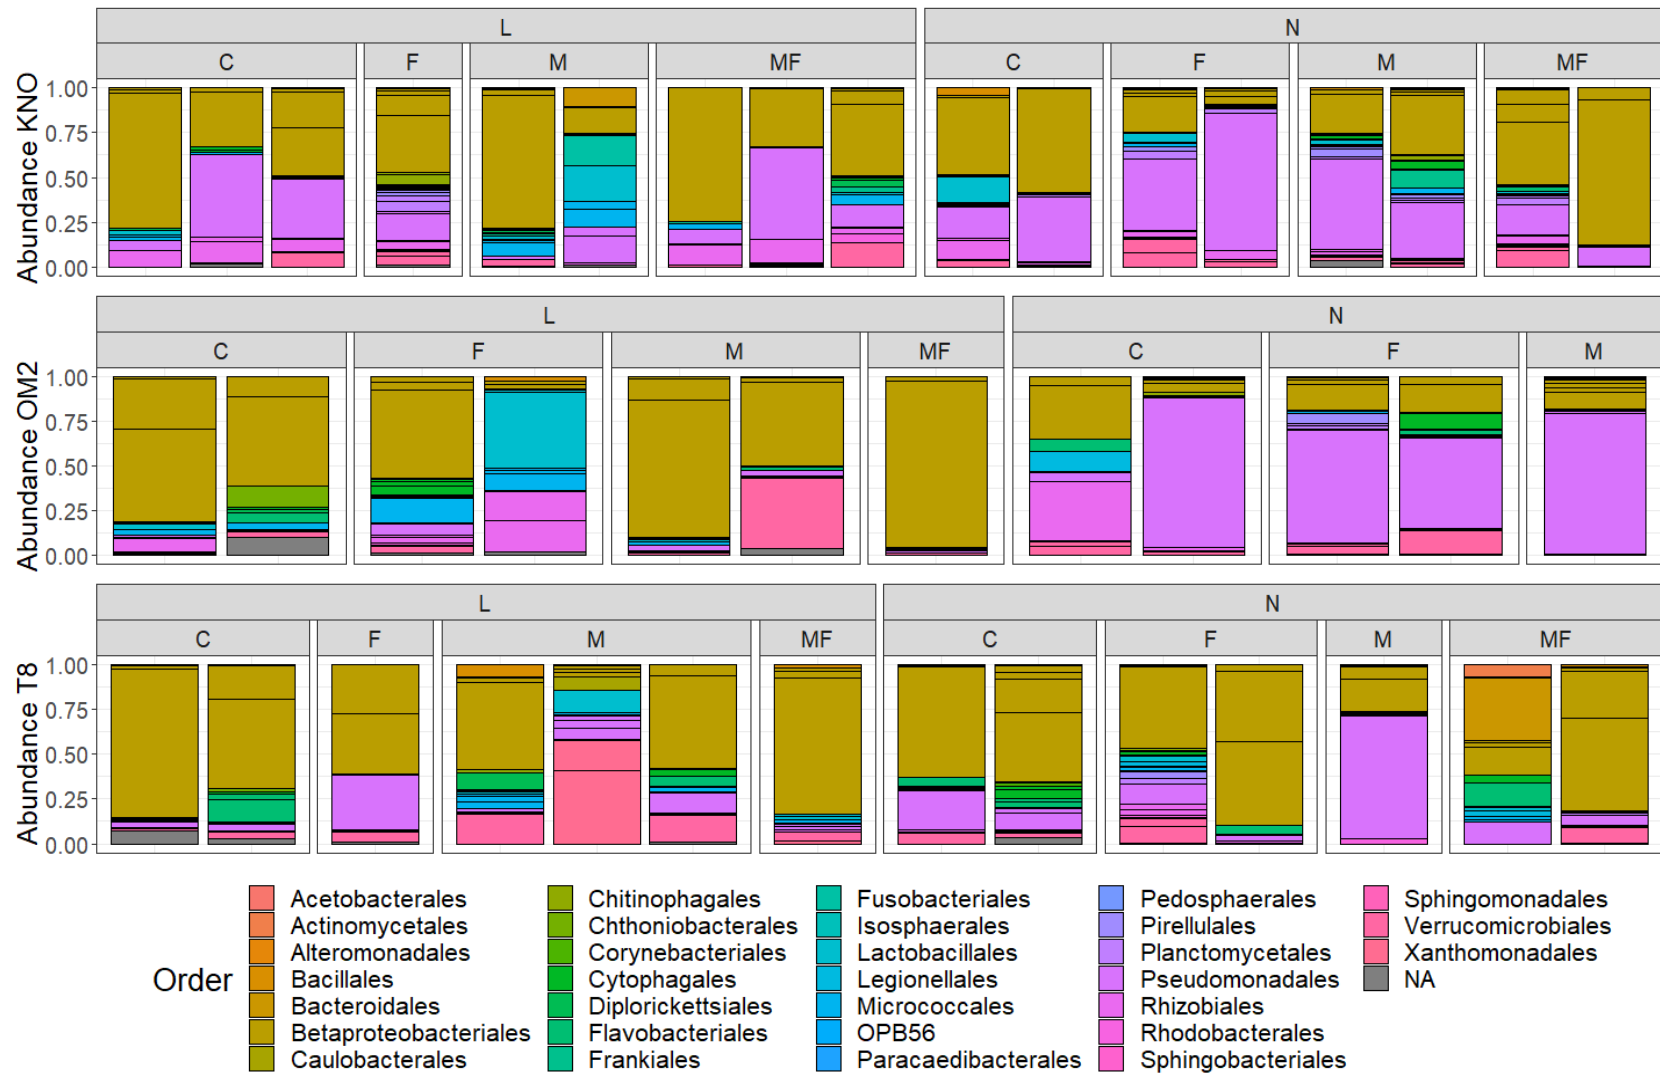 L N
C F M MF C F M MF
Abundance KNO
1.00
0.75
0.50
0.25
0.00
L N
C F M MF C F M
Abundance OM2
1.00
0.75
0.50
0.25
0.00
L N
C F M MF C F M MF
Abundance T8
1.00
0.75
0.50
0.25
0.00
Order
Acetobacterales
Actinomycetales
Alteromonadales
Bacillales
Bacteroidales
Betaproteobacteriales
Caulobacterales
Chitinophagales
Chthoniobacterales
Corynebacteriales
Cytophagales
Diplorickettsiales
Flavobacteriales
Frankiales
Fusobacteriales
Isosphaerales
Lactobacillales
Legionellales
Micrococcales
OPB56
Paracaedibacterales
Pedosphaerales
Pirellulales
Planctomycetales
Pseudomonadales
Rhizobiales
Rhodobacterales
Sphingobacteriales
Sphingomonadales
Verrucomicrobiales
Xanthomonadales
NA